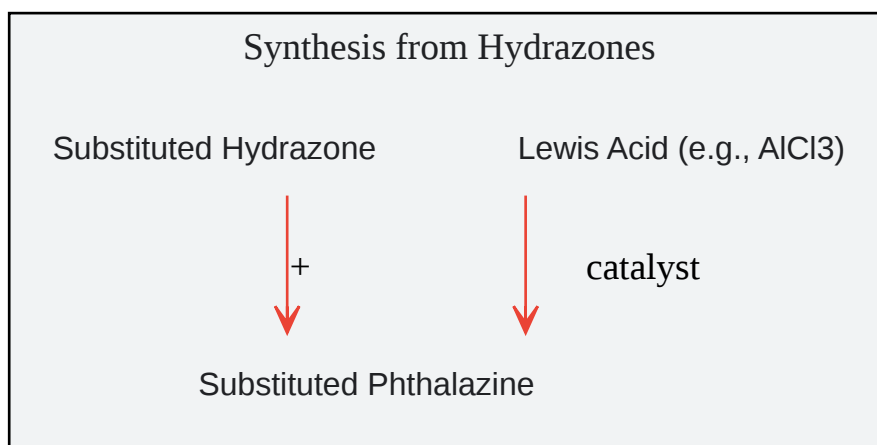 Synthesis from Hydrazones
Substituted Hydrazone
Lewis Acid (e.g., AlCl3)
+
catalyst
Substituted Phthalazine